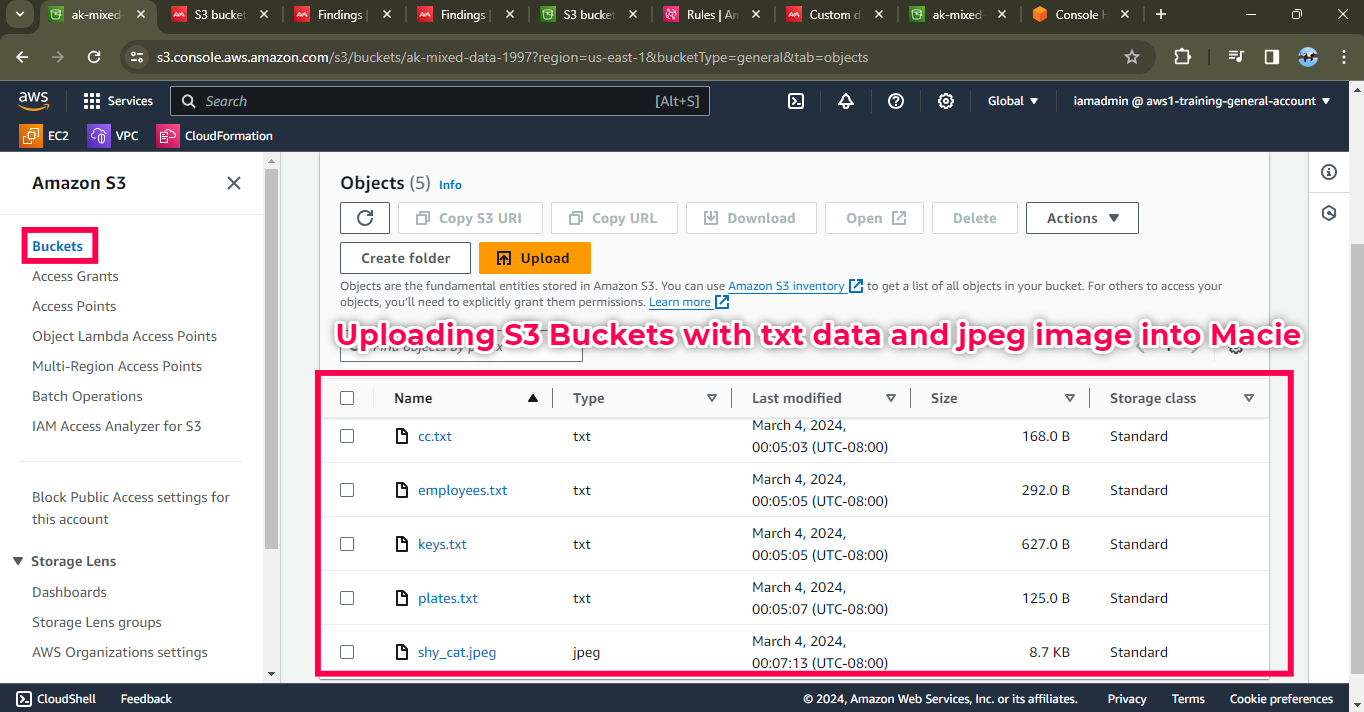 ak-mixed-
S3 bucket
Findings |
Findings |
S3 bucket
Rules | Am
Custom d
ak-mixed-
Console H
s3.console.aws.amazon.com/s3/buckets/ak-mixed-data-1997?region=us-east-1&bucketType=general&tab=objects
aws
Services
Search
[Alt+S]
Global
iamadmin @ aws1-training-general-account
EC2
VPC
CloudFormation
Amazon S3
Buckets
Access Grants
Access Points
Object Lambda Access Points
Multi-Region Access Points
Batch Operations
IAM Access Analyzer for S3
Block Public Access settings for
this account
Storage Lens
Dashboards
Storage Lens groups
AWS Organizations settings
Objects (5) Info
Copy S3 URI
Copy URL
Download
Open
Delete
Actions
Create folder
Upload
Objects are the fundamental entities stored in Amazon S3. You can use Amazon S3 inventory to get a list of all objects in your bucket. For others to access your
objects, you'll need to explicitly grant them permissions. Learn more
Uploading S3 Buckets with txt data and jpeg image into Macie
Name Type Last modified Size Storage class
cc.txt txt March 4, 2024, 168.0 B Standard
00:05:03 (UTC-08:00)
employees.txt txt March 4, 2024, 292.0 B Standard
00:05:05 (UTC-08:00)
keys.txt txt March 4, 2024, 627.0 B Standard
00:05:05 (UTC-08:00)
plates.txt txt March 4, 2024, 125.0 B Standard
00:05:07 (UTC-08:00)
shy_cat.jpeg jpeg March 4, 2024, 8.7 KB Standard
00:07:13 (UTC-08:00)
CloudShell
Feedback
© 2024, Amazon Web Services, Inc. or its affiliates.
Privacy
Terms
Cookie preferences